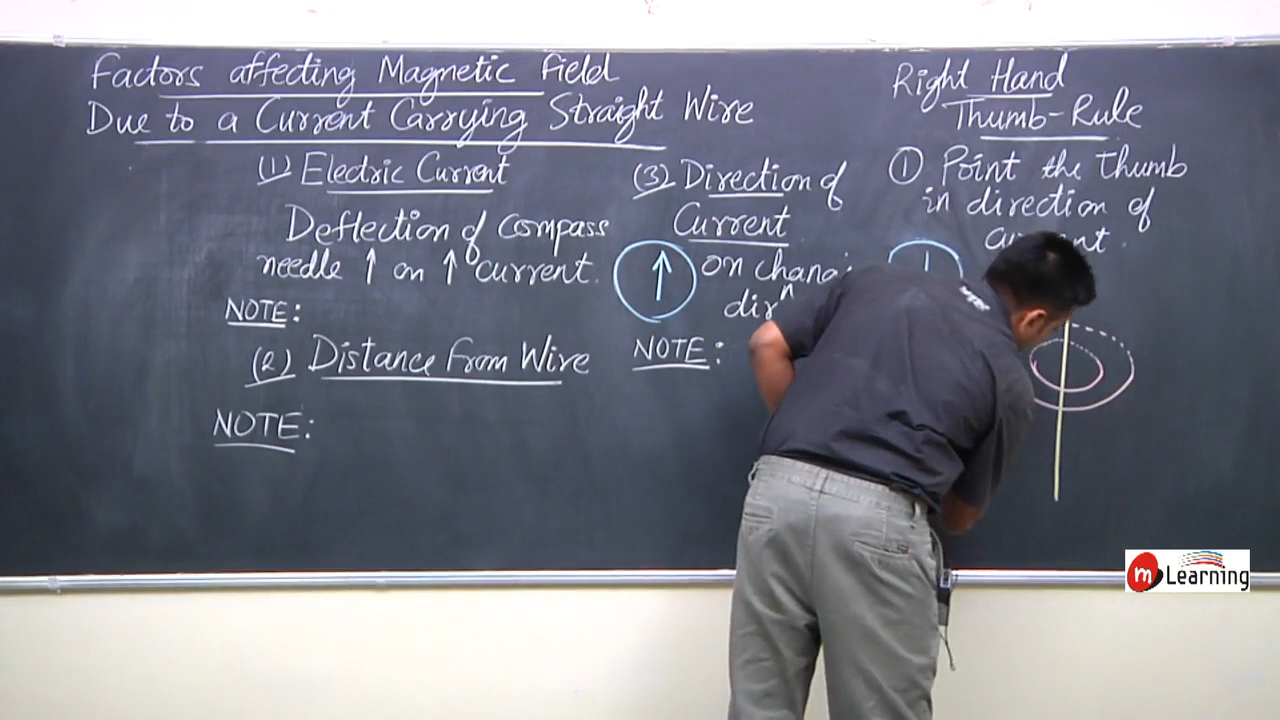 Factors affecting Magnetic Field
Due to a Current Carrying Straight Wire
(1) Electric Current
Deflection of compass
needle ↑ on ↑ current.
NOTE:
(2) Distance from Wire
NOTE:
(3) Direction of
Current
↑ on
dirⁿ
NOTE:
Right Hand
Thumb-Rule
① Point the Thumb
in direction of
m Learning